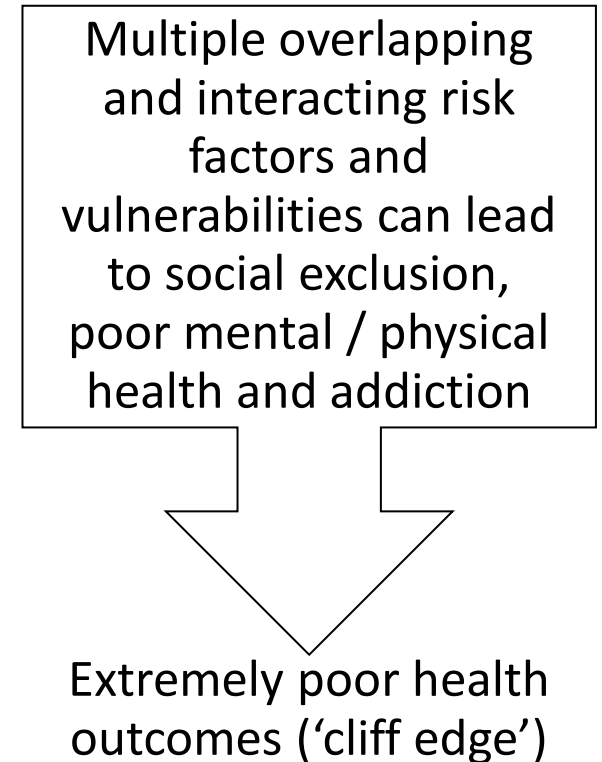 Multiple overlapping
and interacting risk
factors and
vulnerabilities can lead
to social exclusion,
poor mental / physical
health and addiction
Extremely poor health
outcomes (‘cliff edge’)